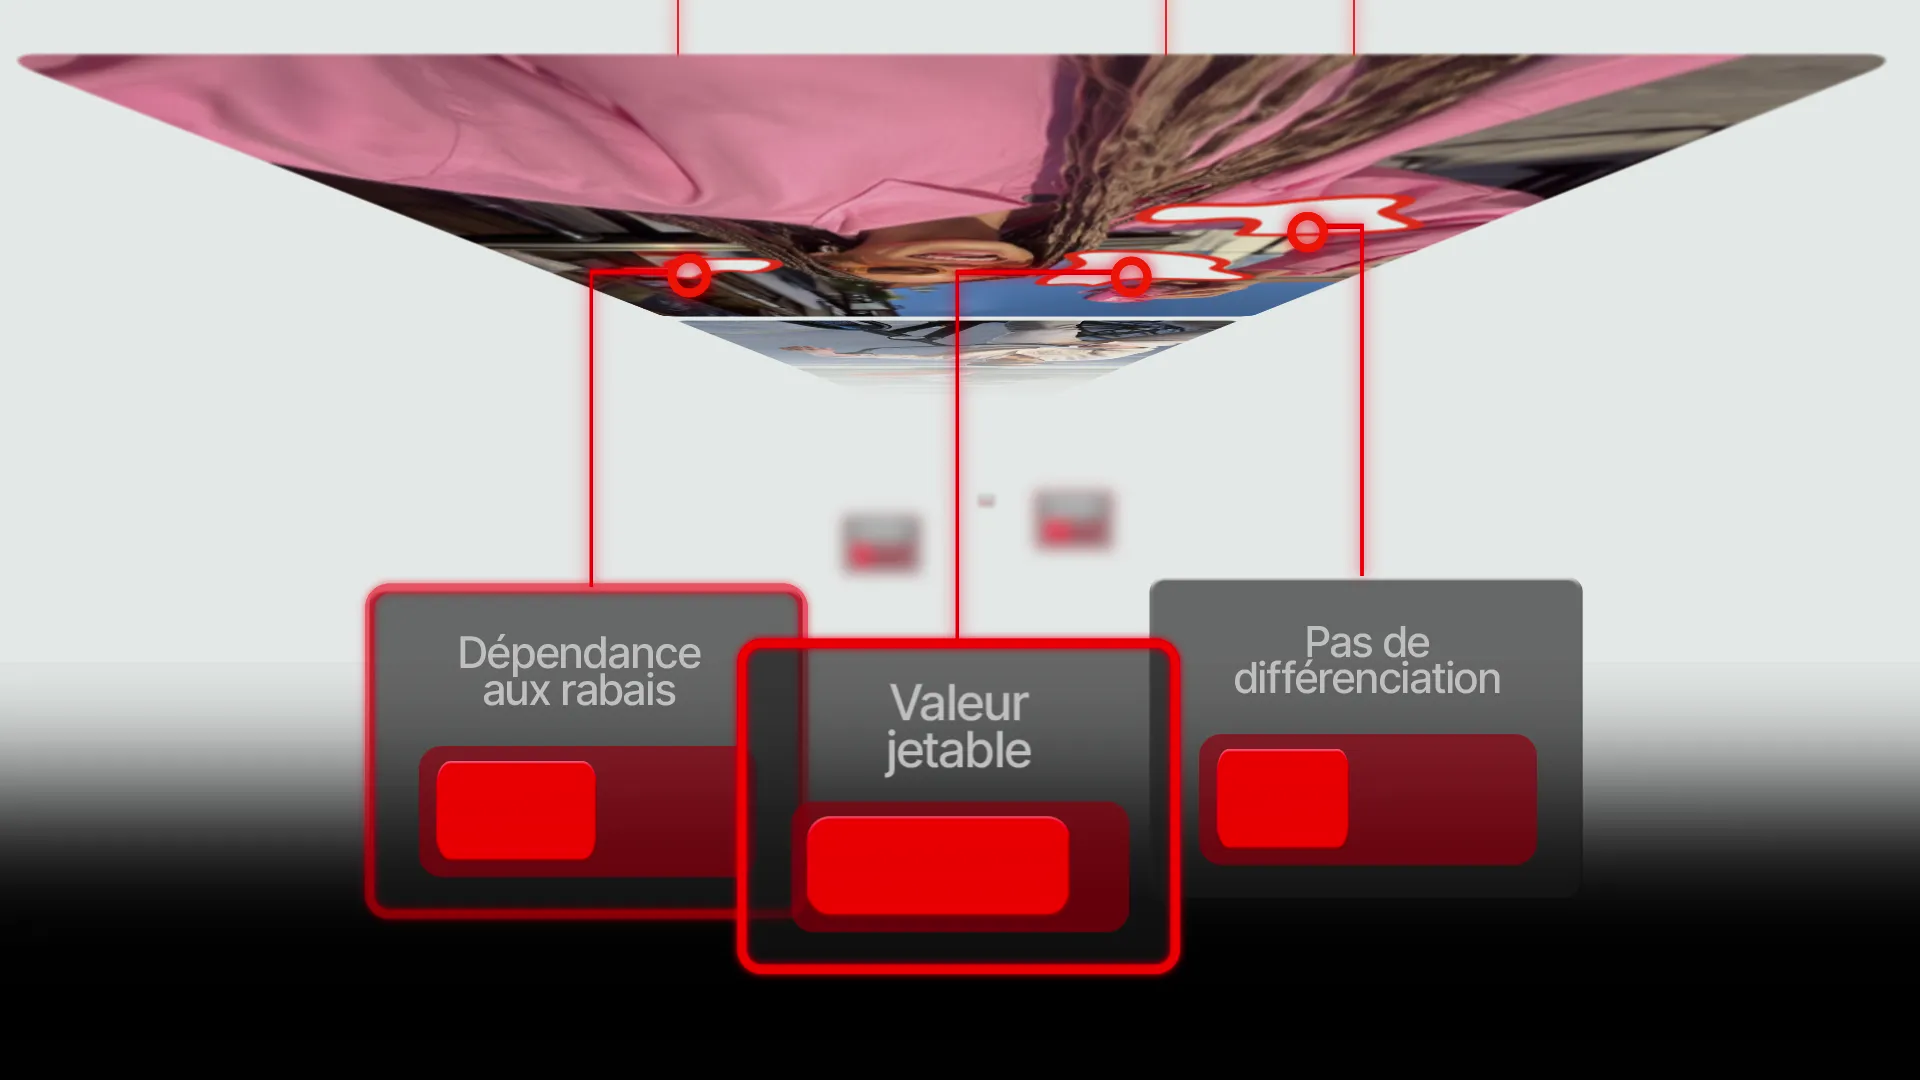 Dépendance
aux rabais
Valeur
jetable
Pas de
différenciation